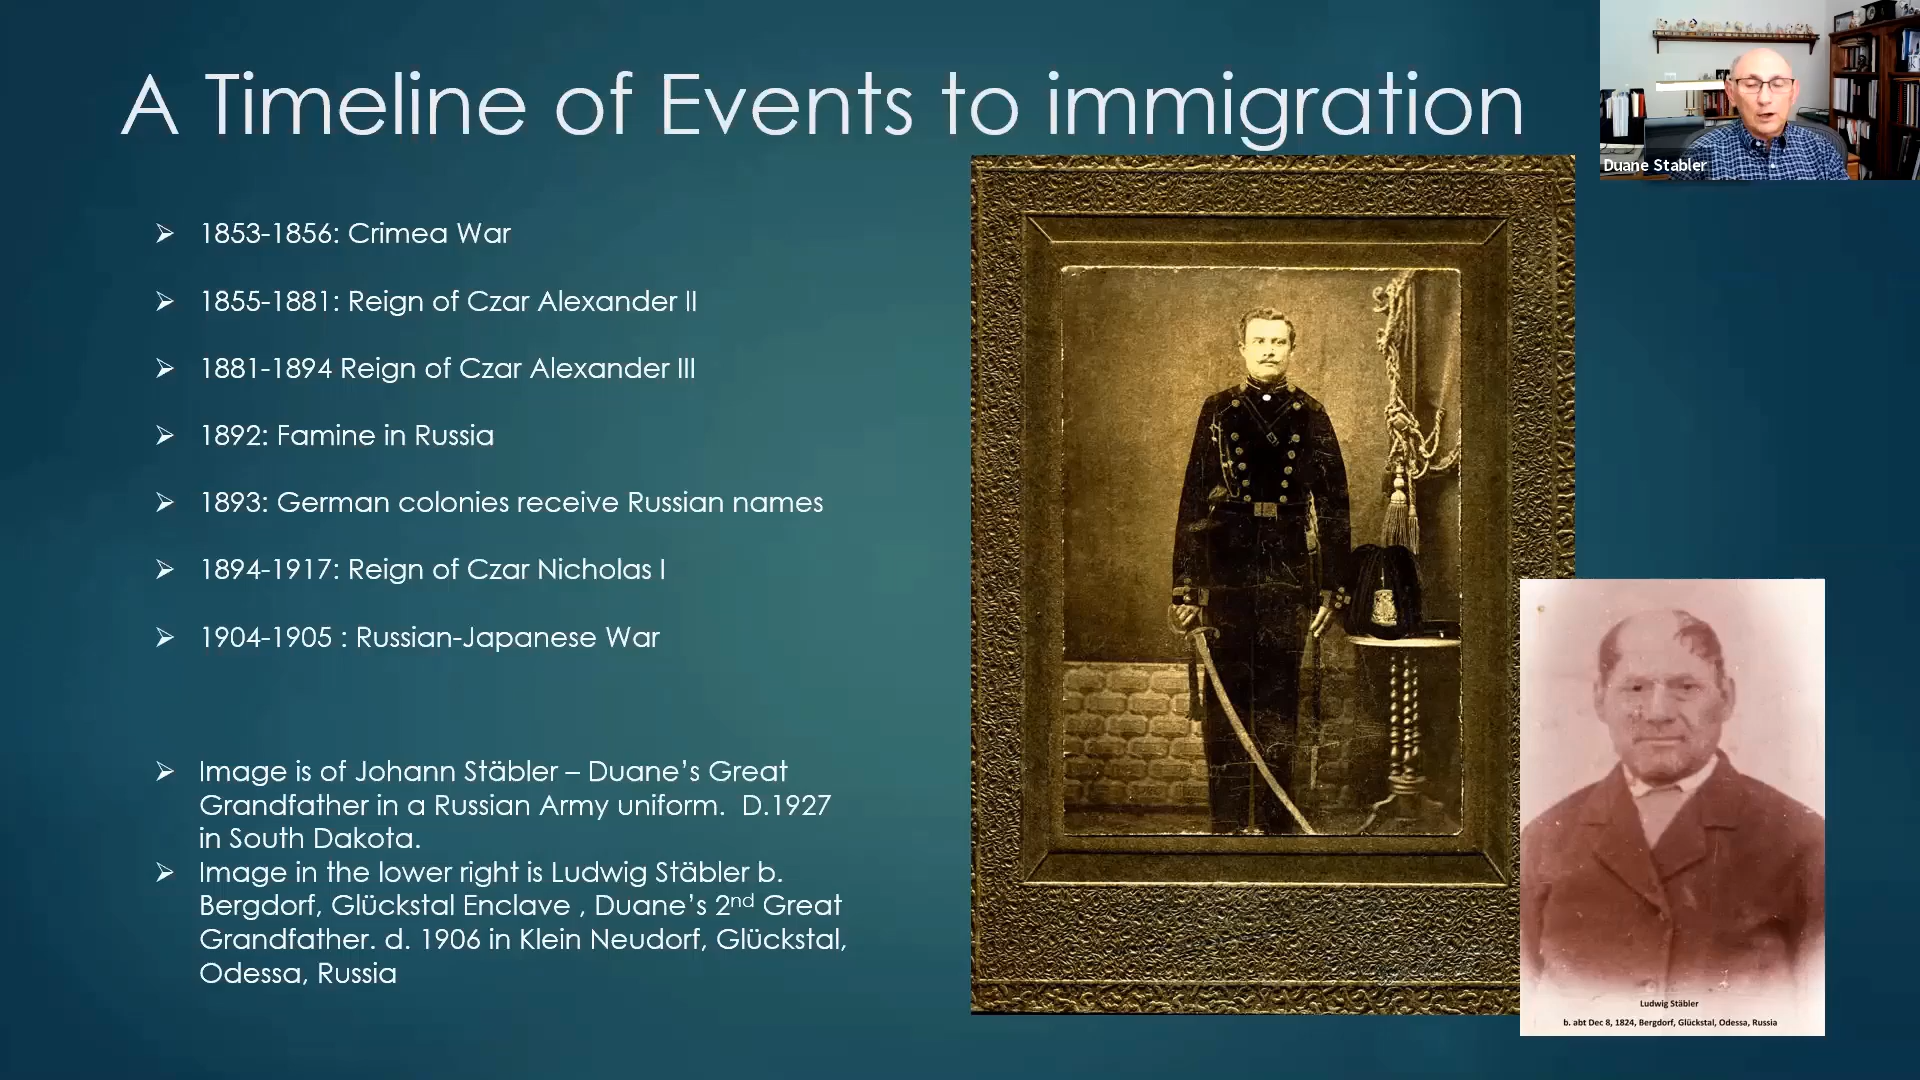 A Timeline of Events to immigration
Duane Stabler
1853-1856: Crimea War
1855-1881: Reign of Czar Alexander II
1881-1894 Reign of Czar Alexander III
1892: Famine in Russia
1893: German colonies receive Russian names
1894-1917: Reign of Czar Nicholas I
1904-1905 : Russian-Japanese War
Image is of Johann Stäbler – Duane’s Great
Grandfather in a Russian Army uniform.  D.1927
in South Dakota.
Image in the lower right is Ludwig Stäbler b.
Bergdorf, Glückstal Enclave , Duane’s 2nd Great
Grandfather. d. 1906 in Klein Neudorf, Glückstal,
Odessa, Russia
Ludwig Stäbler
b. abt Dec 8, 1824, Bergdorf, Glückstal, Odessa, Russia